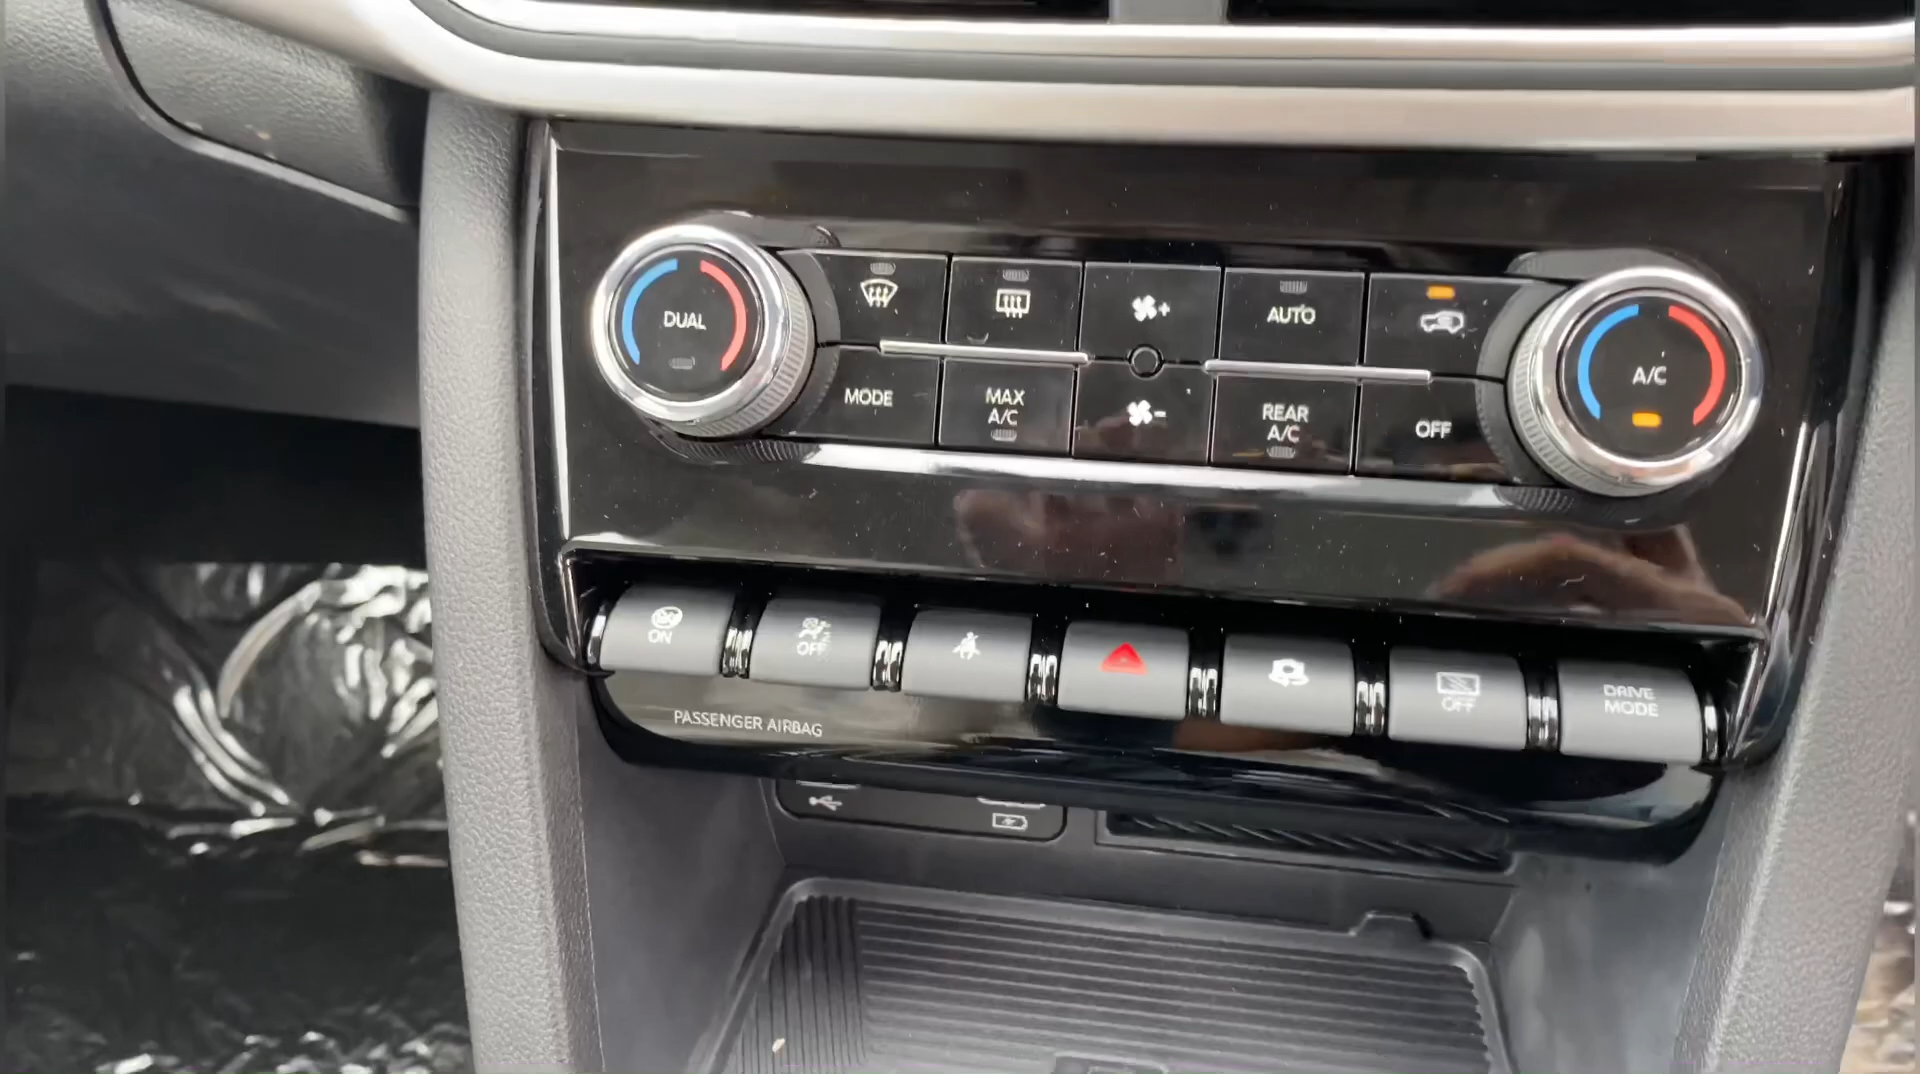 DUAL
AUTO
A/C
MODE
MAX
A/C
REAR
A/C
OFF
ON
OFF
OFF
DRIVE
MODE
PASSENGER AIRBAG